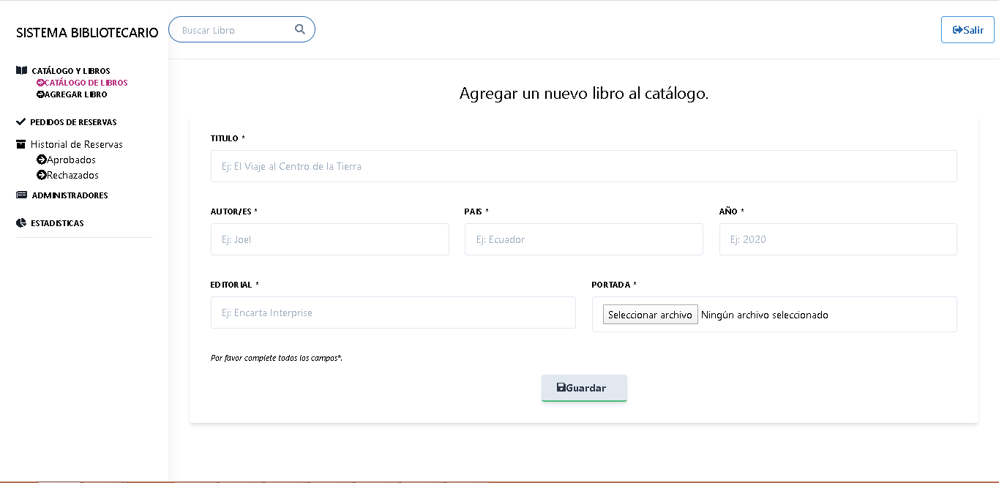 SISTEMA BIBLIOTECARIO
Buscar Libro
Salir
CATÁLOGO Y LIBROS
CATÁLOGO DE LIBROS
AGREGAR LIBRO
PEDIDOS DE RESERVAS
Historial de Reservas
Aprobados
Rechazados
ADMINISTRADORES
ESTADISTICAS
Agregar un nuevo libro al catálogo.
TITULO *
Ej: El Viaje al Centro de la Tierra
AUTOR/ES * PAIS * AÑO *
Ej: Joel Ej: Ecuador Ej: 2020
EDITORIAL * PORTADA *
Ej: Encarta Interprise Seleccionar archivo Ningún archivo seleccionado
Por favor complete todos los campos*.
Guardar